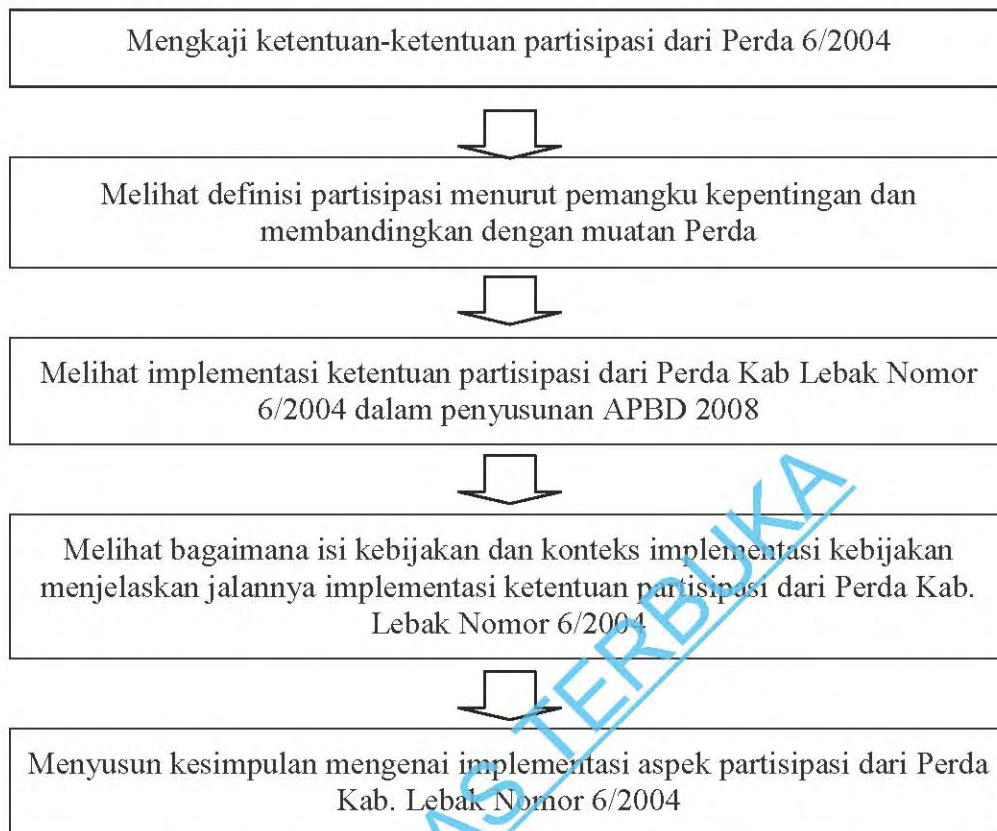 Mengkaji ketentuan-ketentuan partisipasi dari Perda 6/2004
Melihat definisi partisipasi menurut pemangku kepentingan dan
membandingkan dengan muatan Perda
Melihat implementasi ketentuan partisipasi dari Perda Kab Lebak Nomor
6/2004 dalam penyusunan APBD 2008
Melihat bagaimana isi kebijakan dan konteks implementasi kebijakan
menjelaskan jalannya implementasi ketentuan partisipasi dari Perda Kab.
Lebak Nomor 6/2004
Menyusun kesimpulan mengenai implementasi aspek partisipasi dari Perda
Kab. Lebak Nomor 6/2004
AS TERBUKA